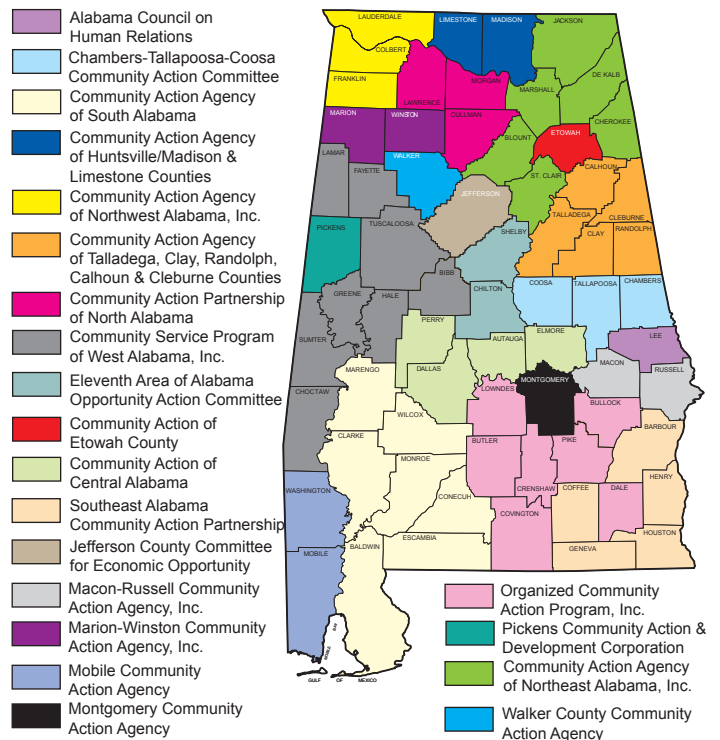 Alabama Council on
Human Relations
Chambers-Tallapoosa-Coosa
Community Action Committee
Community Action Agency
of South Alabama
Community Action Agency
of Huntsville/Madison &
Limestone Counties
Community Action Agency
of Northwest Alabama, Inc.
Community Action Agency
of Talladega, Clay, Randolph,
Calhoun & Cleburne Counties
Community Action Partnership
of North Alabama
Community Service Program
of West Alabama, Inc.
Eleventh Area of Alabama
Opportunity Action Committee
Community Action of
Etowah County
Community Action of
Central Alabama
Southeast Alabama
Community Action Partnership
Jefferson County Committee
for Economic Opportunity
Macon-Russell Community
Action Agency, Inc.
Marion-Winston Community
Action Agency, Inc.
Mobile Community
Action Agency
Montgomery Community
Action Agency
Organized Community
Action Program, Inc.
Pickens Community Action &
Development Corporation
Community Action Agency
of Northeast Alabama, Inc.
Walker County Community
Action Agency
LAUDERDALE
LIMESTONE
MADISON
JACKSON
COLBERT
FRANKLIN
LAWRENCE
MORGAN
MARSHALL
DE KALB
MARION
WINSTON
CULLMAN
BLOUNT
ETOWAH
CHEROKEE
LAMAR
FAYETTE
WALKER
JEFFERSON
ST. CLAIR
CALHOUN
CLEBURNE
PICKENS
TUSCALOOSA
SHELBY
TALLADEGA
CLAY
RANDOLPH
GREENE
HALE
BIBB
CHILTON
COOSA
TALLAPOOSA
CHAMBERS
SUMTER
PERRY
AUTAUGA
ELMORE
LEE
MACON
RUSSELL
MARENGO
DALLAS
LOWNDES
MONTGOMERY
BULLOCK
CHOCTAW
WILCOX
BUTLER
PIKE
BARBOUR
CLARKE
MONROE
CRENSHAW
COFFEE
DALE
HENRY
WASHINGTON
CONECUH
COVINGTON
HOUSTON
ESCAMBIA
GENEVA
MOBILE
BALDWIN
MOBILE BAY
GULF OF MEXICO